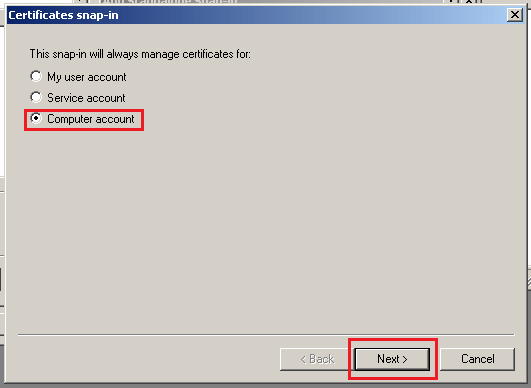 Certificates snap-in
This snap-in will always manage certificates for:
My user account
Service account
Computer account
< Back
Next >
Cancel